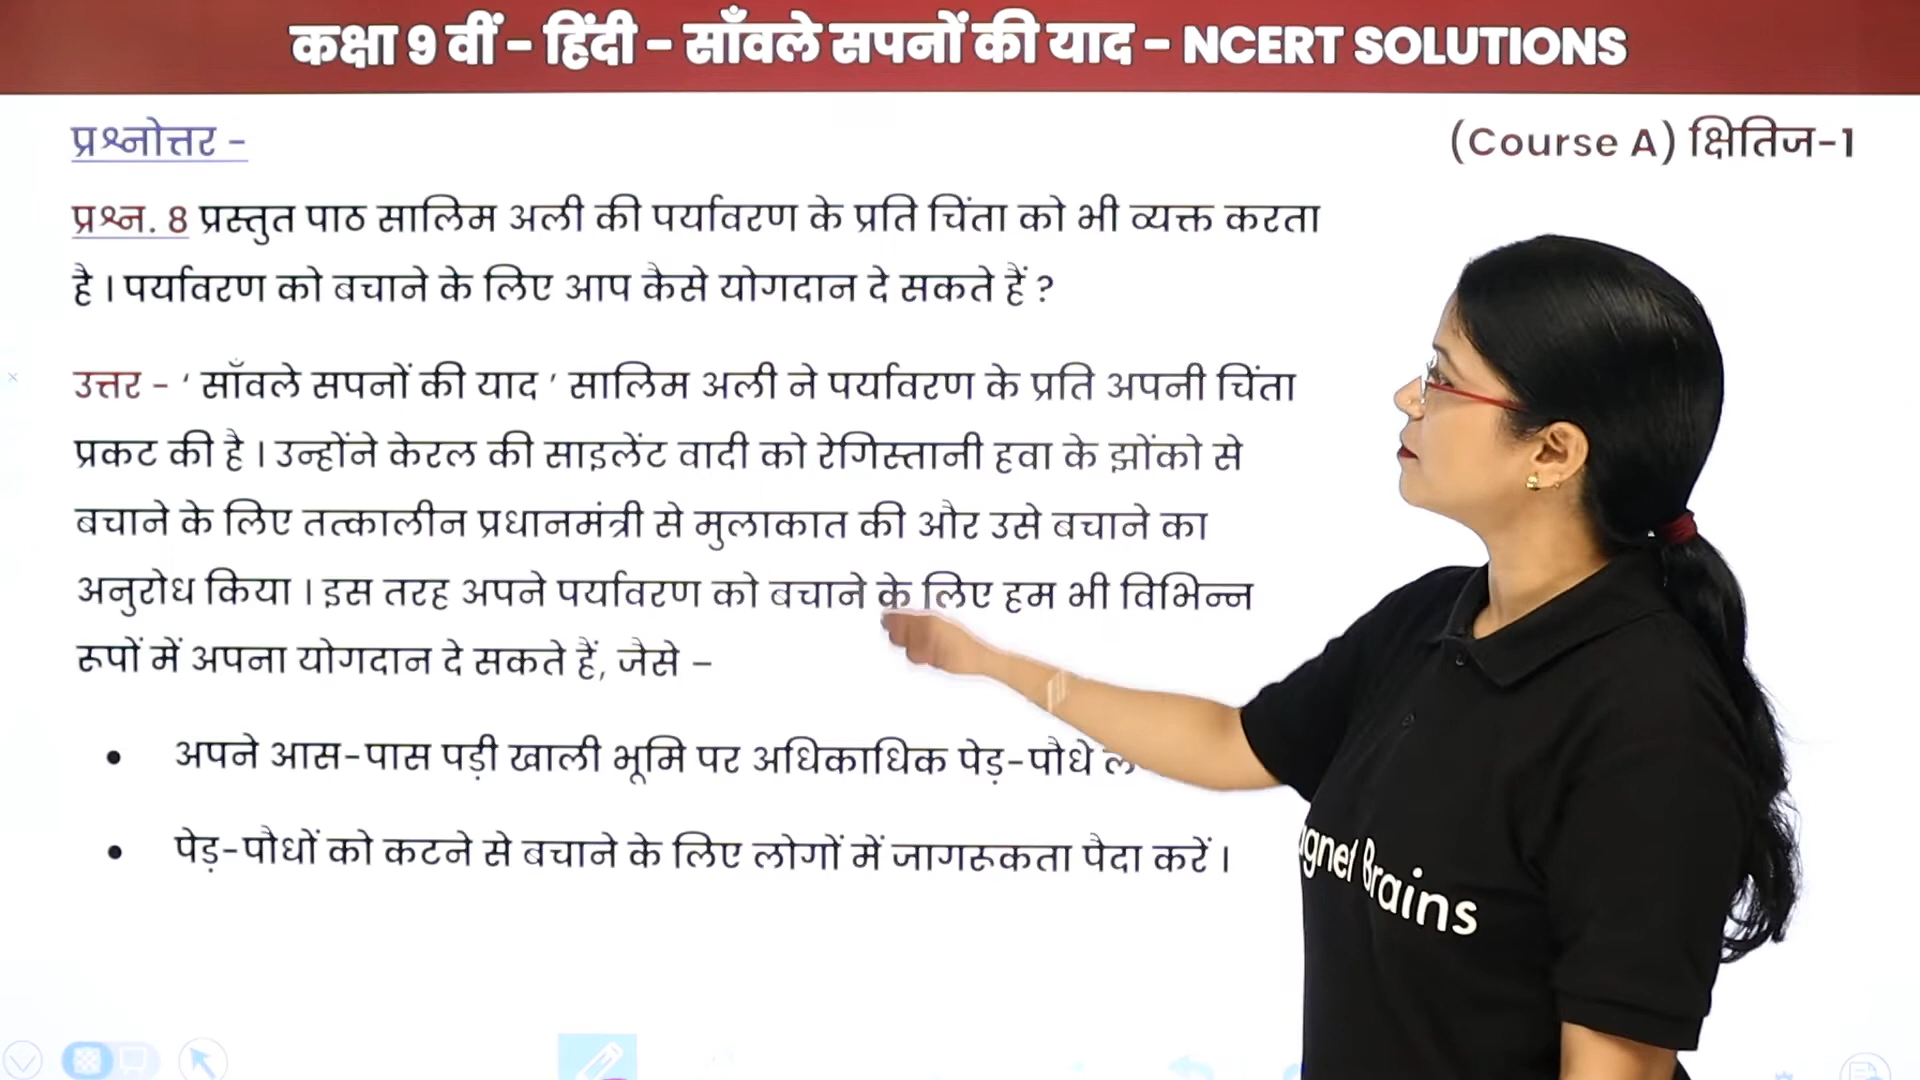 कक्षा 9 वीं - हिंदी - साँवले सपनों की याद - NCERT SOLUTIONS
प्रश्नोत्तर -
(Course A) क्षितिज-1
प्रश्न. 8 प्रस्तुत पाठ सालिम अली की पर्यावरण के प्रति चिंता को भी व्यक्त करता
है । पर्यावरण को बचाने के लिए आप कैसे योगदान दे सकते हैं ?
उत्तर - ‘ साँवले सपनों की याद ’ सालिम अली ने पर्यावरण के प्रति अपनी चिंता
प्रकट की है । उन्होंने केरल की साइलेंट वादी को रेगिस्तानी हवा के झोंको से
बचाने के लिए तत्कालीन प्रधानमंत्री से मुलाकात की और उसे बचाने का
अनुरोध किया । इस तरह अपने पर्यावरण को बचाने के लिए हम भी विभिन्न
रूपों में अपना योगदान दे सकते हैं, जैसे –
• अपने आस-पास पड़ी खाली भूमि पर अधिकाधिक पेड़-पौधे
• पेड़-पौधों को कटने से बचाने के लिए लोगों में जागरूकता पैदा करें ।
Brains